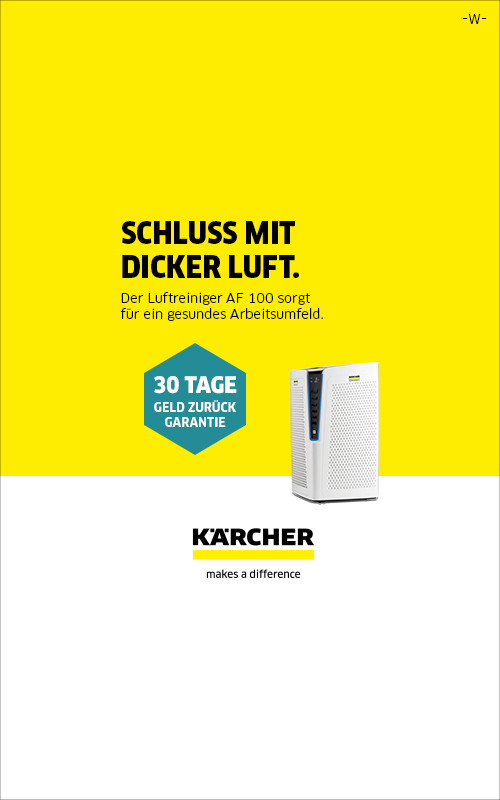 -W-
SCHLUSS MIT
DICKER LUFT.
Der Luftreiniger AF 100 sorgt
für ein gesundes Arbeitsumfeld.
30 TAGE
GELD ZURÜCK
GARANTIE
KÄRCHER
makes a difference